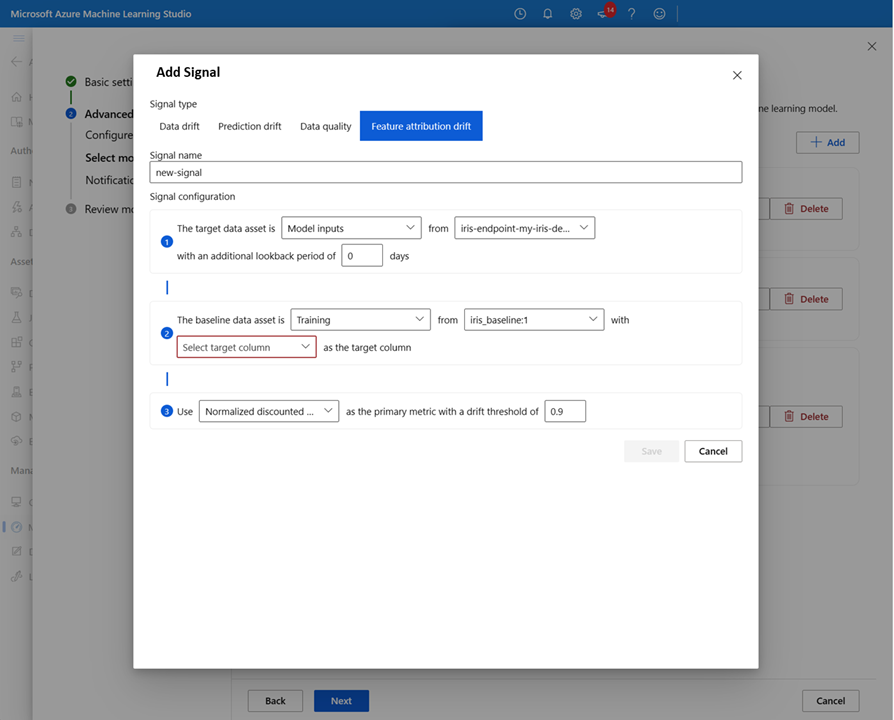 Microsoft Azure Machine Learning Studio
14
Add Signal
Basic setti
Signal type
Advanced
ne learning model.
Data drift Prediction drift Data quality Feature attribution drift
Configure
Add
Auth
Select mo
Signal name
new-signal
Notificatio
Signal configuration
Review mo
Delete
The target data asset is Model inputs from iris-endpoint-my-iris-de...
1
with an additional lookback period of 0 days
Asset
Delete
The baseline data asset is Training from iris_baseline:1 with
2
Select target column as the target column
3 Use Normalized discounted ... as the primary metric with a drift threshold of 0.9
Delete
Save Cancel
Mana
Back Next Cancel